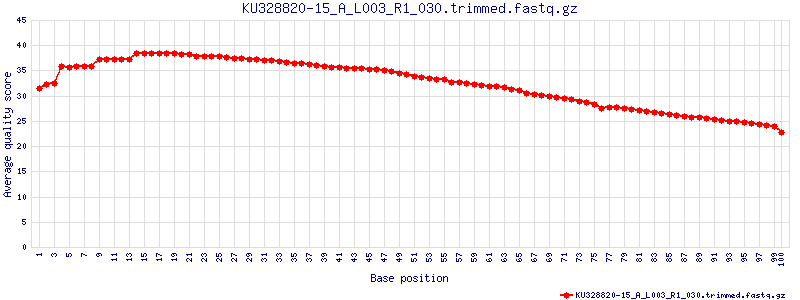 KU328820-15_A_L003_R1_030.trimmed.fastq.gz
45
40
35
30
25
20
15
10
5
0
Average quality score
1 3 5 7 9 11 13 15 17 19 21 23 25 27 29 31 33 35 37 39 41 43 45 47 49 51 53 55 57 59 61 63 65 67 69 71 73 75 77 79 81 83 85 87 89 91 93 95 97 99 100
Base position
KU328820-15_A_L003_R1_030.trimmed.fastq.gz